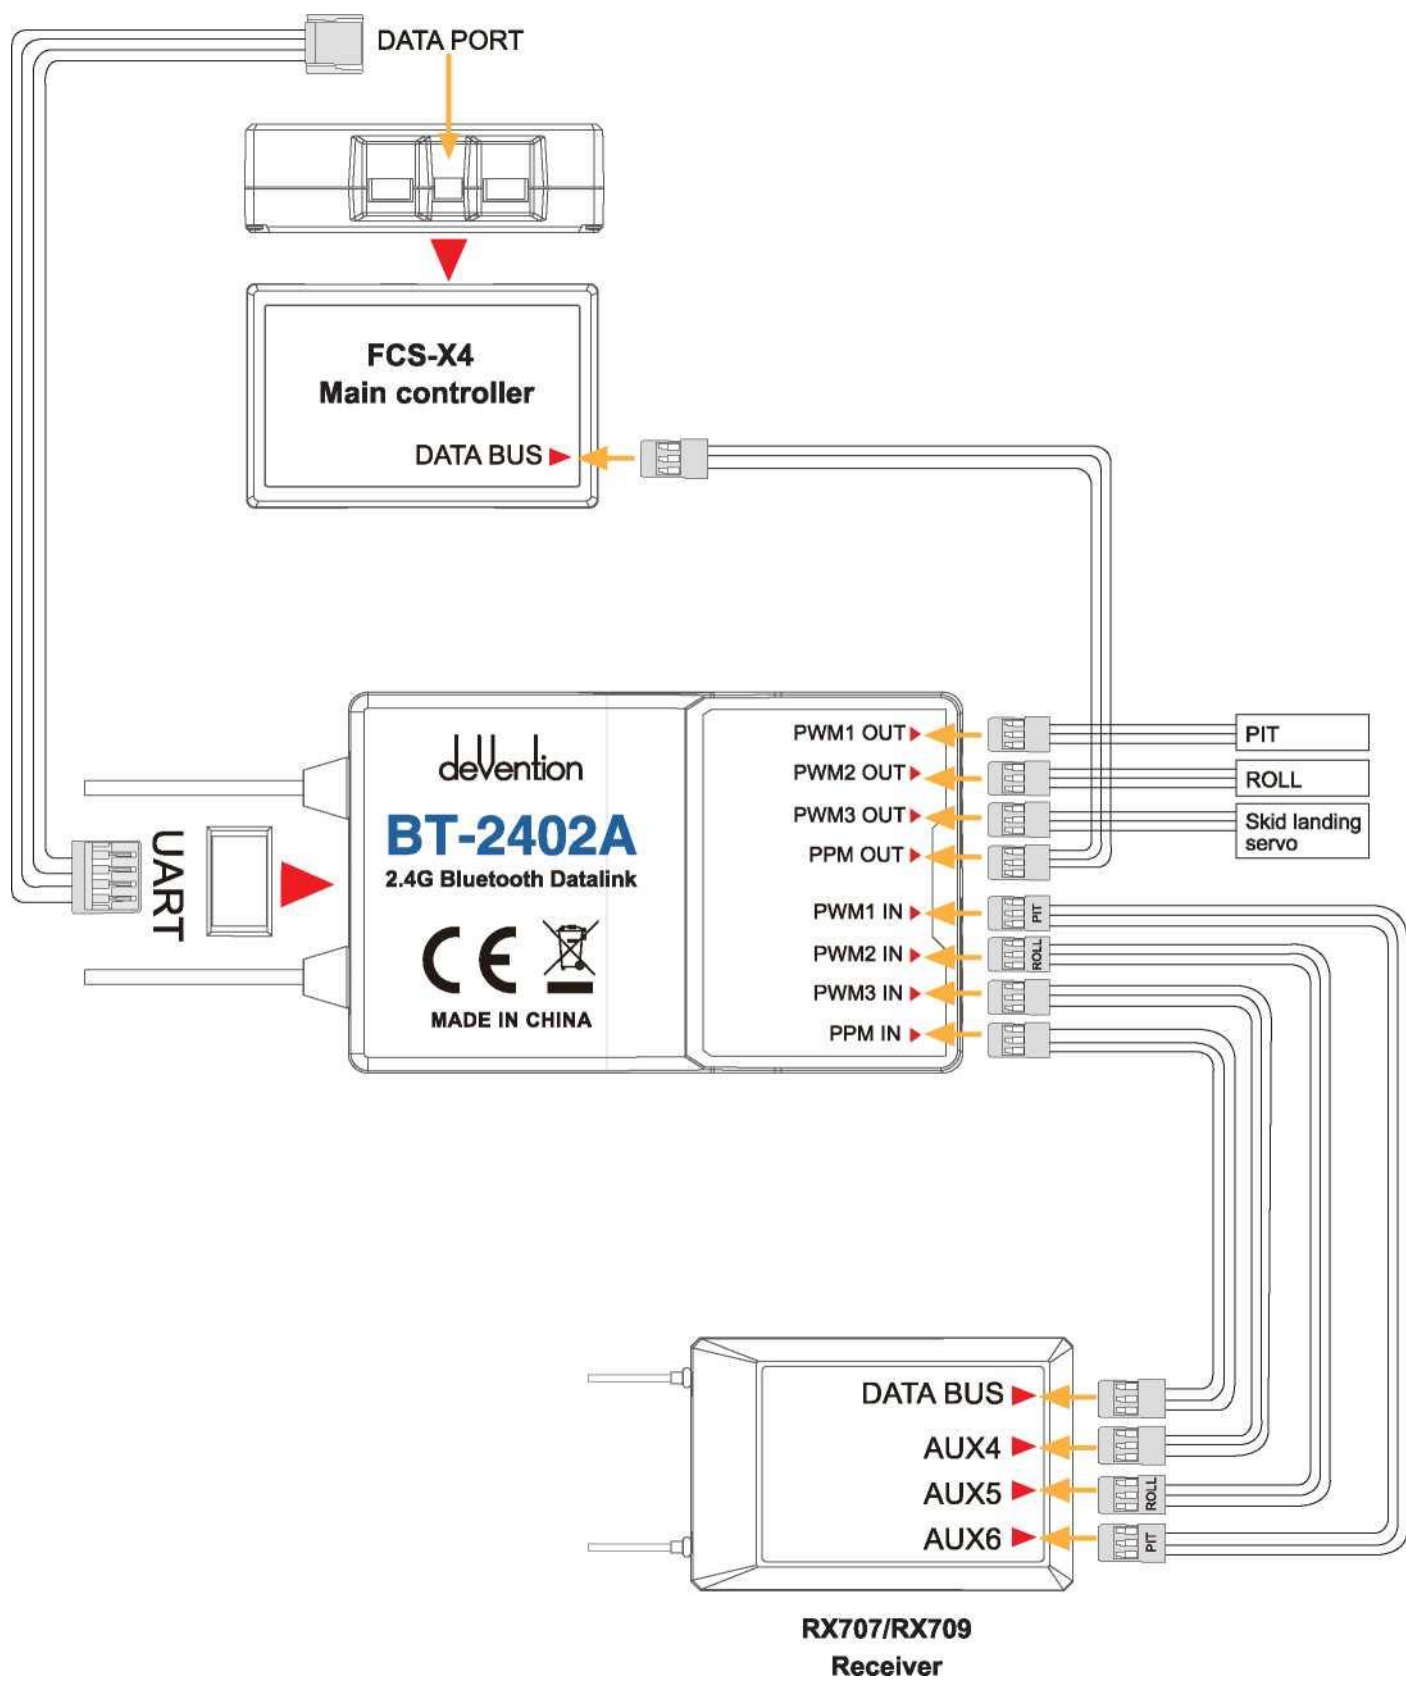 DATA PORT
FCS-X4
Main controller
DATA BUS
devention
BT-2402A
2.4G Bluetooth Datalink
CE
MADE IN CHINA
UART
PWM1 OUT
PWM2 OUT
PWM3 OUT
PPM OUT
PWM1 IN
PWM2 IN
PWM3 IN
PPM IN
PIT
ROLL
Skid landing
servo
PIT
ROLL
DATA BUS
AUX4
AUX5
AUX6
ROLL
PIT
RX707/RX709
Receiver